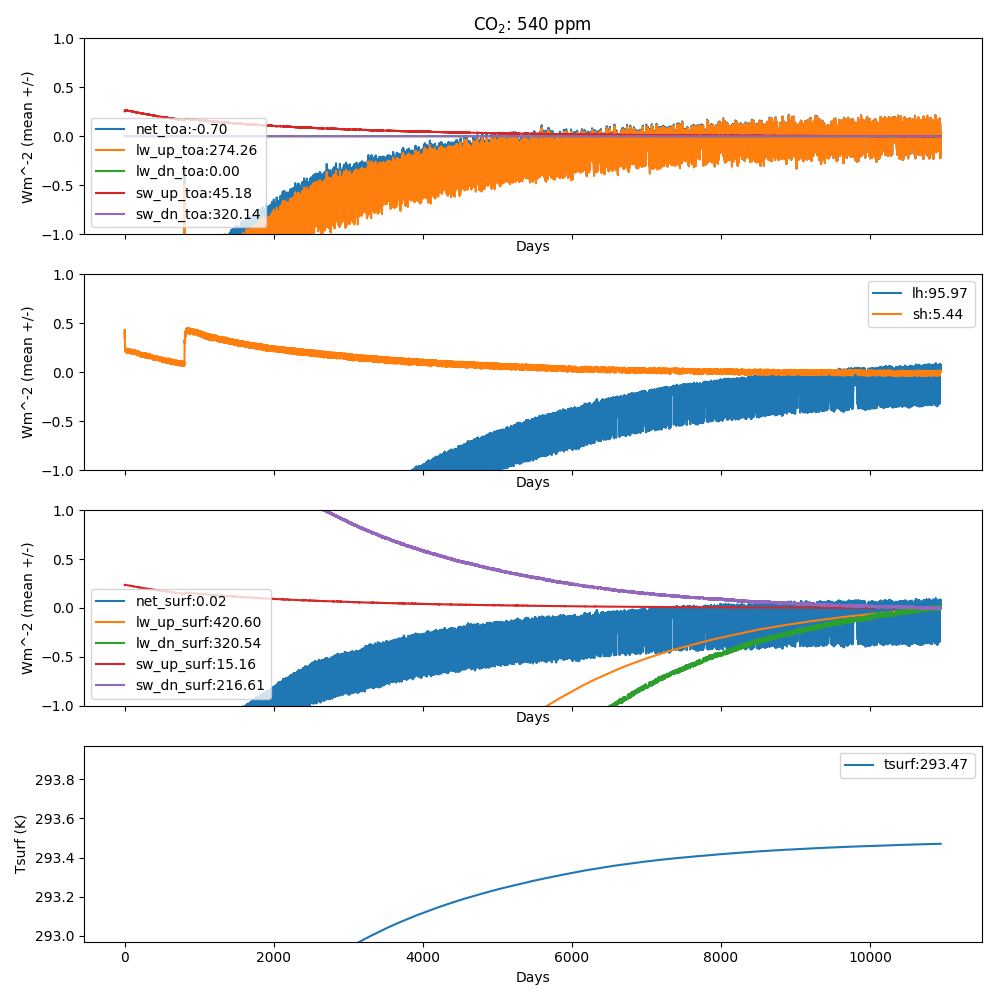 CO2: 540 ppm
1.0
0.5
0.0
−0.5
−1.0
Wm^-2 (mean +/-)
net_toa:-0.70
lw_up_toa:274.26
lw_dn_toa:0.00
sw_up_toa:45.18
sw_dn_toa:320.14
Days
1.0
0.5
0.0
−0.5
−1.0
Wm^-2 (mean +/-)
lh:95.97
sh:5.44
Days
1.0
0.5
0.0
−0.5
−1.0
Wm^-2 (mean +/-)
net_surf:0.02
lw_up_surf:420.60
lw_dn_surf:320.54
sw_up_surf:15.16
sw_dn_surf:216.61
Days
293.8
293.6
293.4
293.2
293.0
Tsurf (K)
tsurf:293.47
0 2000 4000 6000 8000 10000
Days